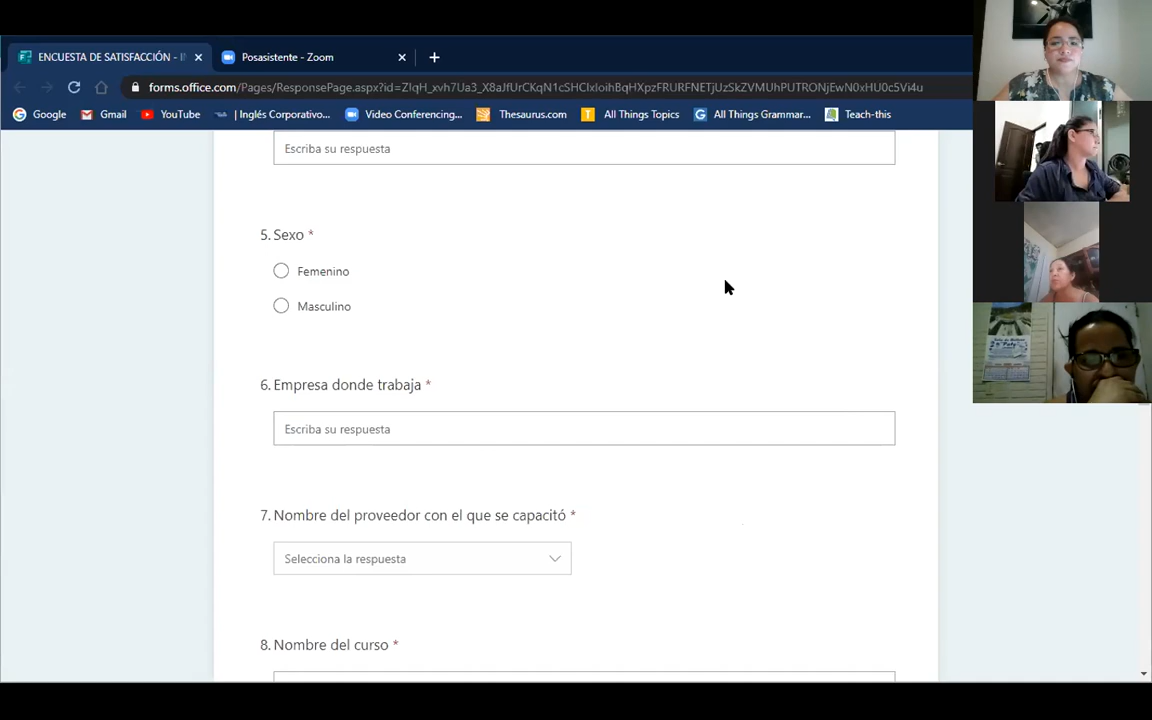 ENCUESTA DE SATISFACCIÓN - I
Posasistente - Zoom
forms.office.com/Pages/ResponsePage.aspx?id=ZIqH_xvh7Ua3_X8aJfUrCKqN1cSHCIxIoihBqHXpzFRURFNETjUzSkZVMUhPUTRONjEwN0xHU0c5Vi4u
Google
Gmail
YouTube
| Inglés Corporativo...
Video Conferencing...
Thesaurus.com
All Things Topics
All Things Grammar...
Teach-this
Escriba su respuesta
5. Sexo *
Femenino
Masculino
6. Empresa donde trabaja *
Escriba su respuesta
7. Nombre del proveedor con el que se capacitó *
Selecciona la respuesta
8. Nombre del curso *